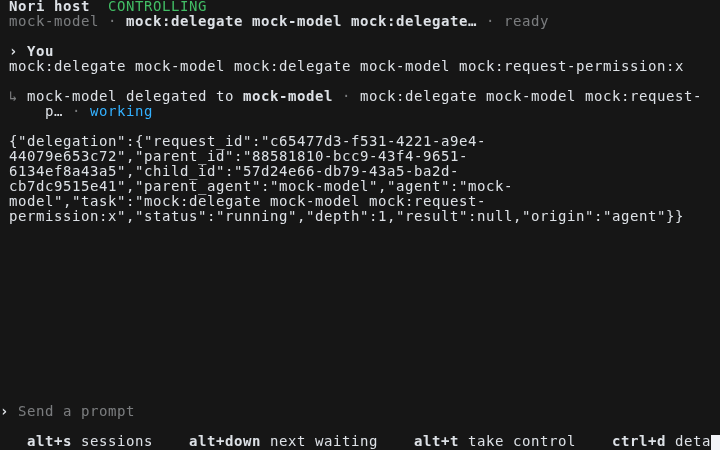 Nori host  CONTROLLING
mock-model · mock:delegate mock-model mock:delegate… · ready
› You
mock:delegate mock-model mock:delegate mock-model mock:request-permission:x
↳ mock-model delegated to mock-model · mock:delegate mock-model mock:request-
p… · working
{"delegation":{"request_id":"c65477d3-f531-4221-a9e4-
44079e653c72","parent_id":"88581810-bcc9-43f4-9651-
6134ef8a43a5","child_id":"57d24e66-db79-43a5-ba2d-
cb7dc9515e41","parent_agent":"mock-model","agent":"mock-
model","task":"mock:delegate mock-model mock:request-
permission:x","status":"running","depth":1,"result":null,"origin":"agent"}}
› Send a prompt
alt+s sessions    alt+down next waiting    alt+t take control    ctrl+d deta